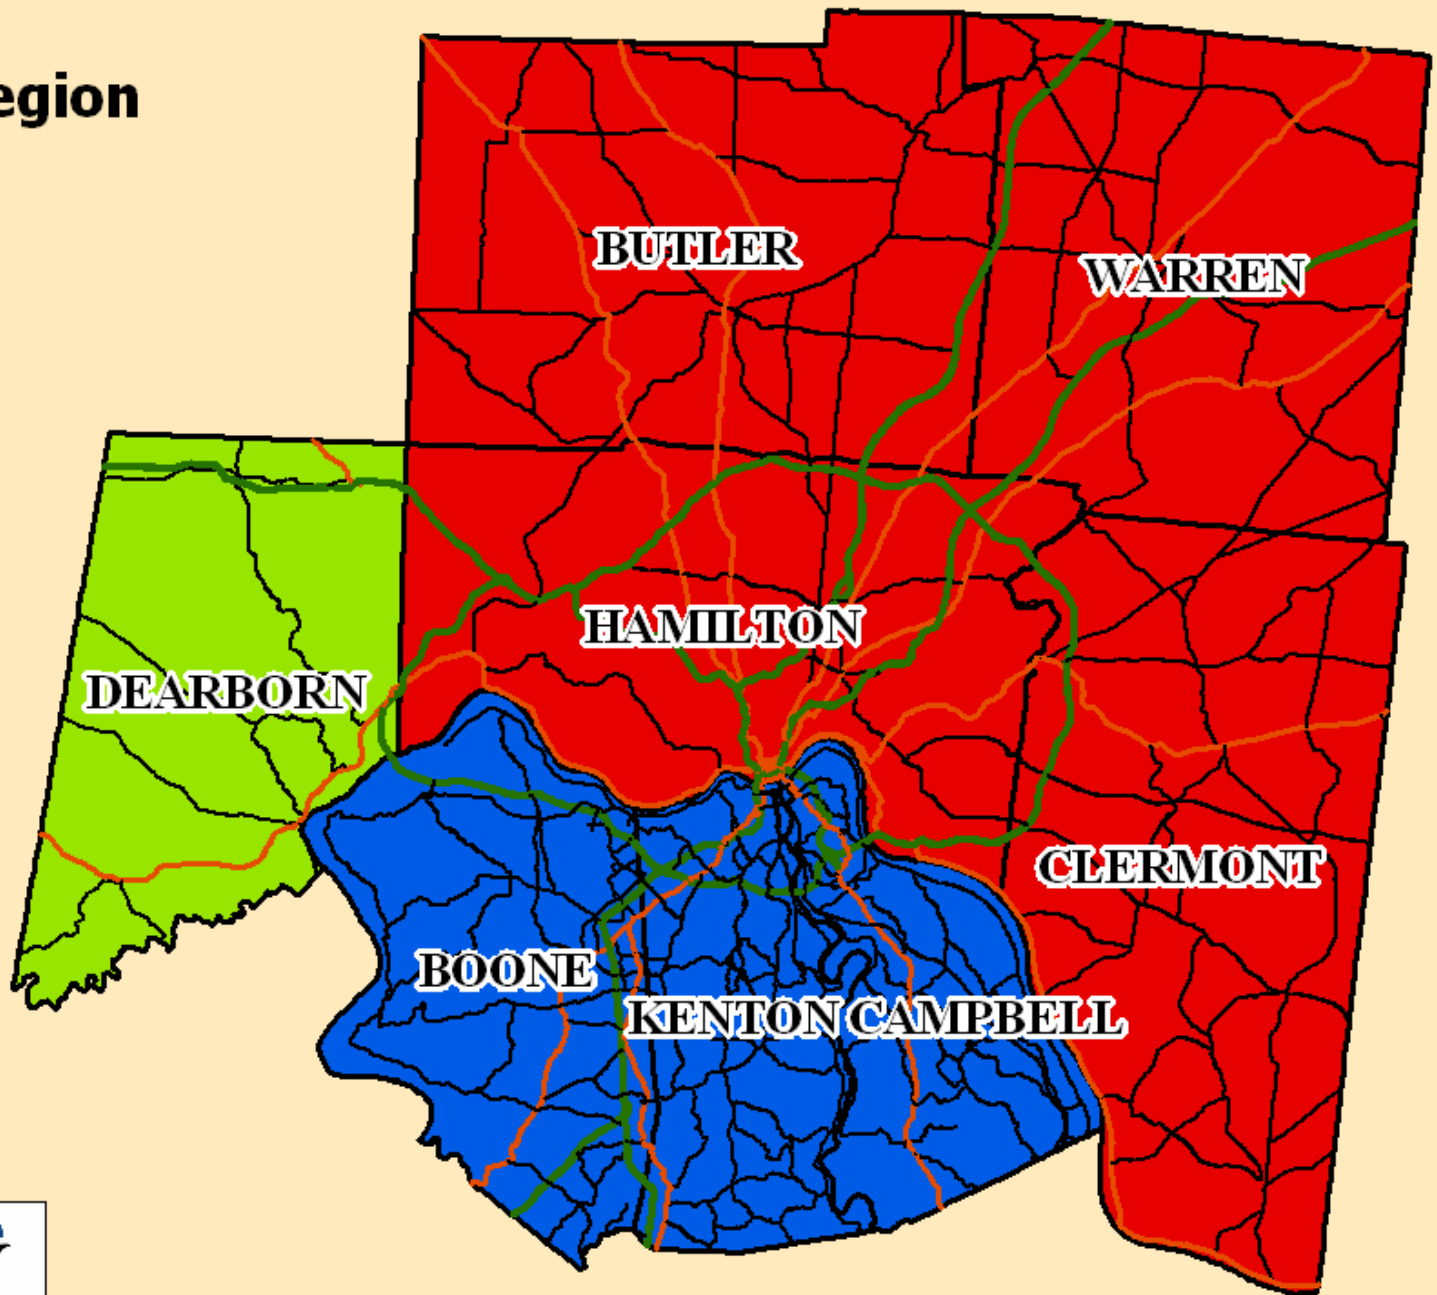 egion
BUTLER
WARREN
HAMILTON
DEARBORN
CLERMONT
BOONE
KENTON CAMPBELL